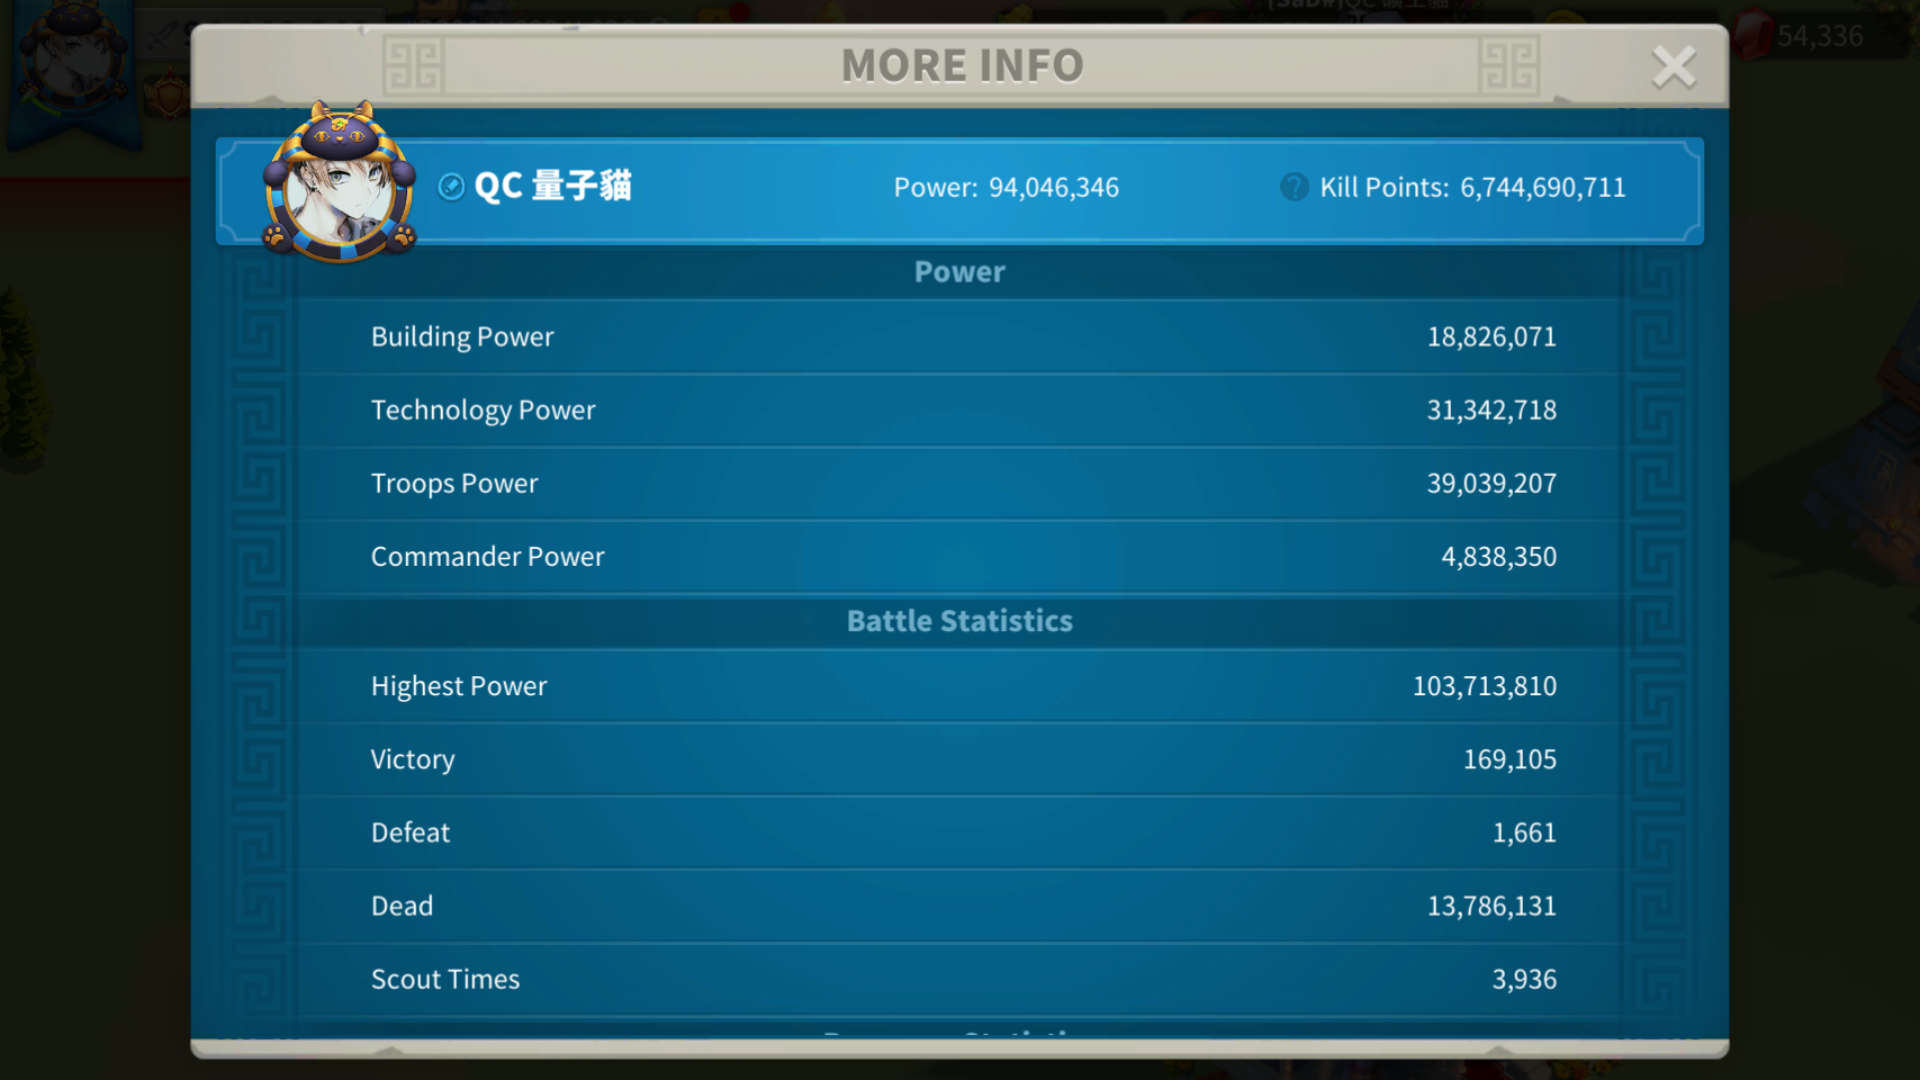 54,336
MORE INFO
QC 量子貓
Power: 94,046,346
Kill Points: 6,744,690,711
Power
Building Power 18,826,071
Technology Power 31,342,718
Troops Power 39,039,207
Commander Power 4,838,350
Battle Statistics
Highest Power 103,713,810
Victory 169,105
Defeat 1,661
Dead 13,786,131
Scout Times 3,936